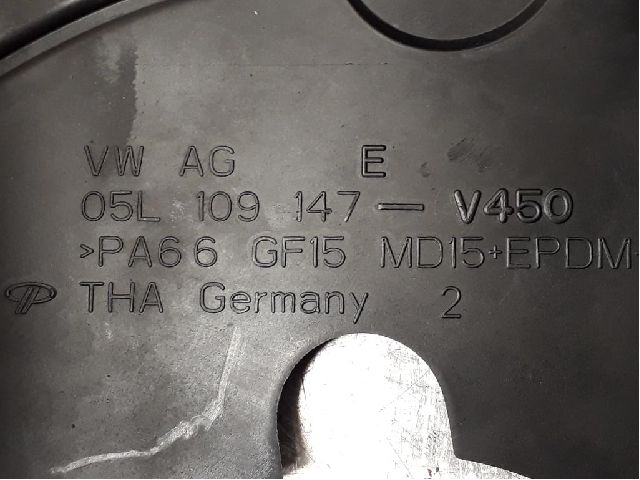 VW AG E
05L 109 147 — V450
>PA66 GF15 MD15+EPDM
THA Germany 2